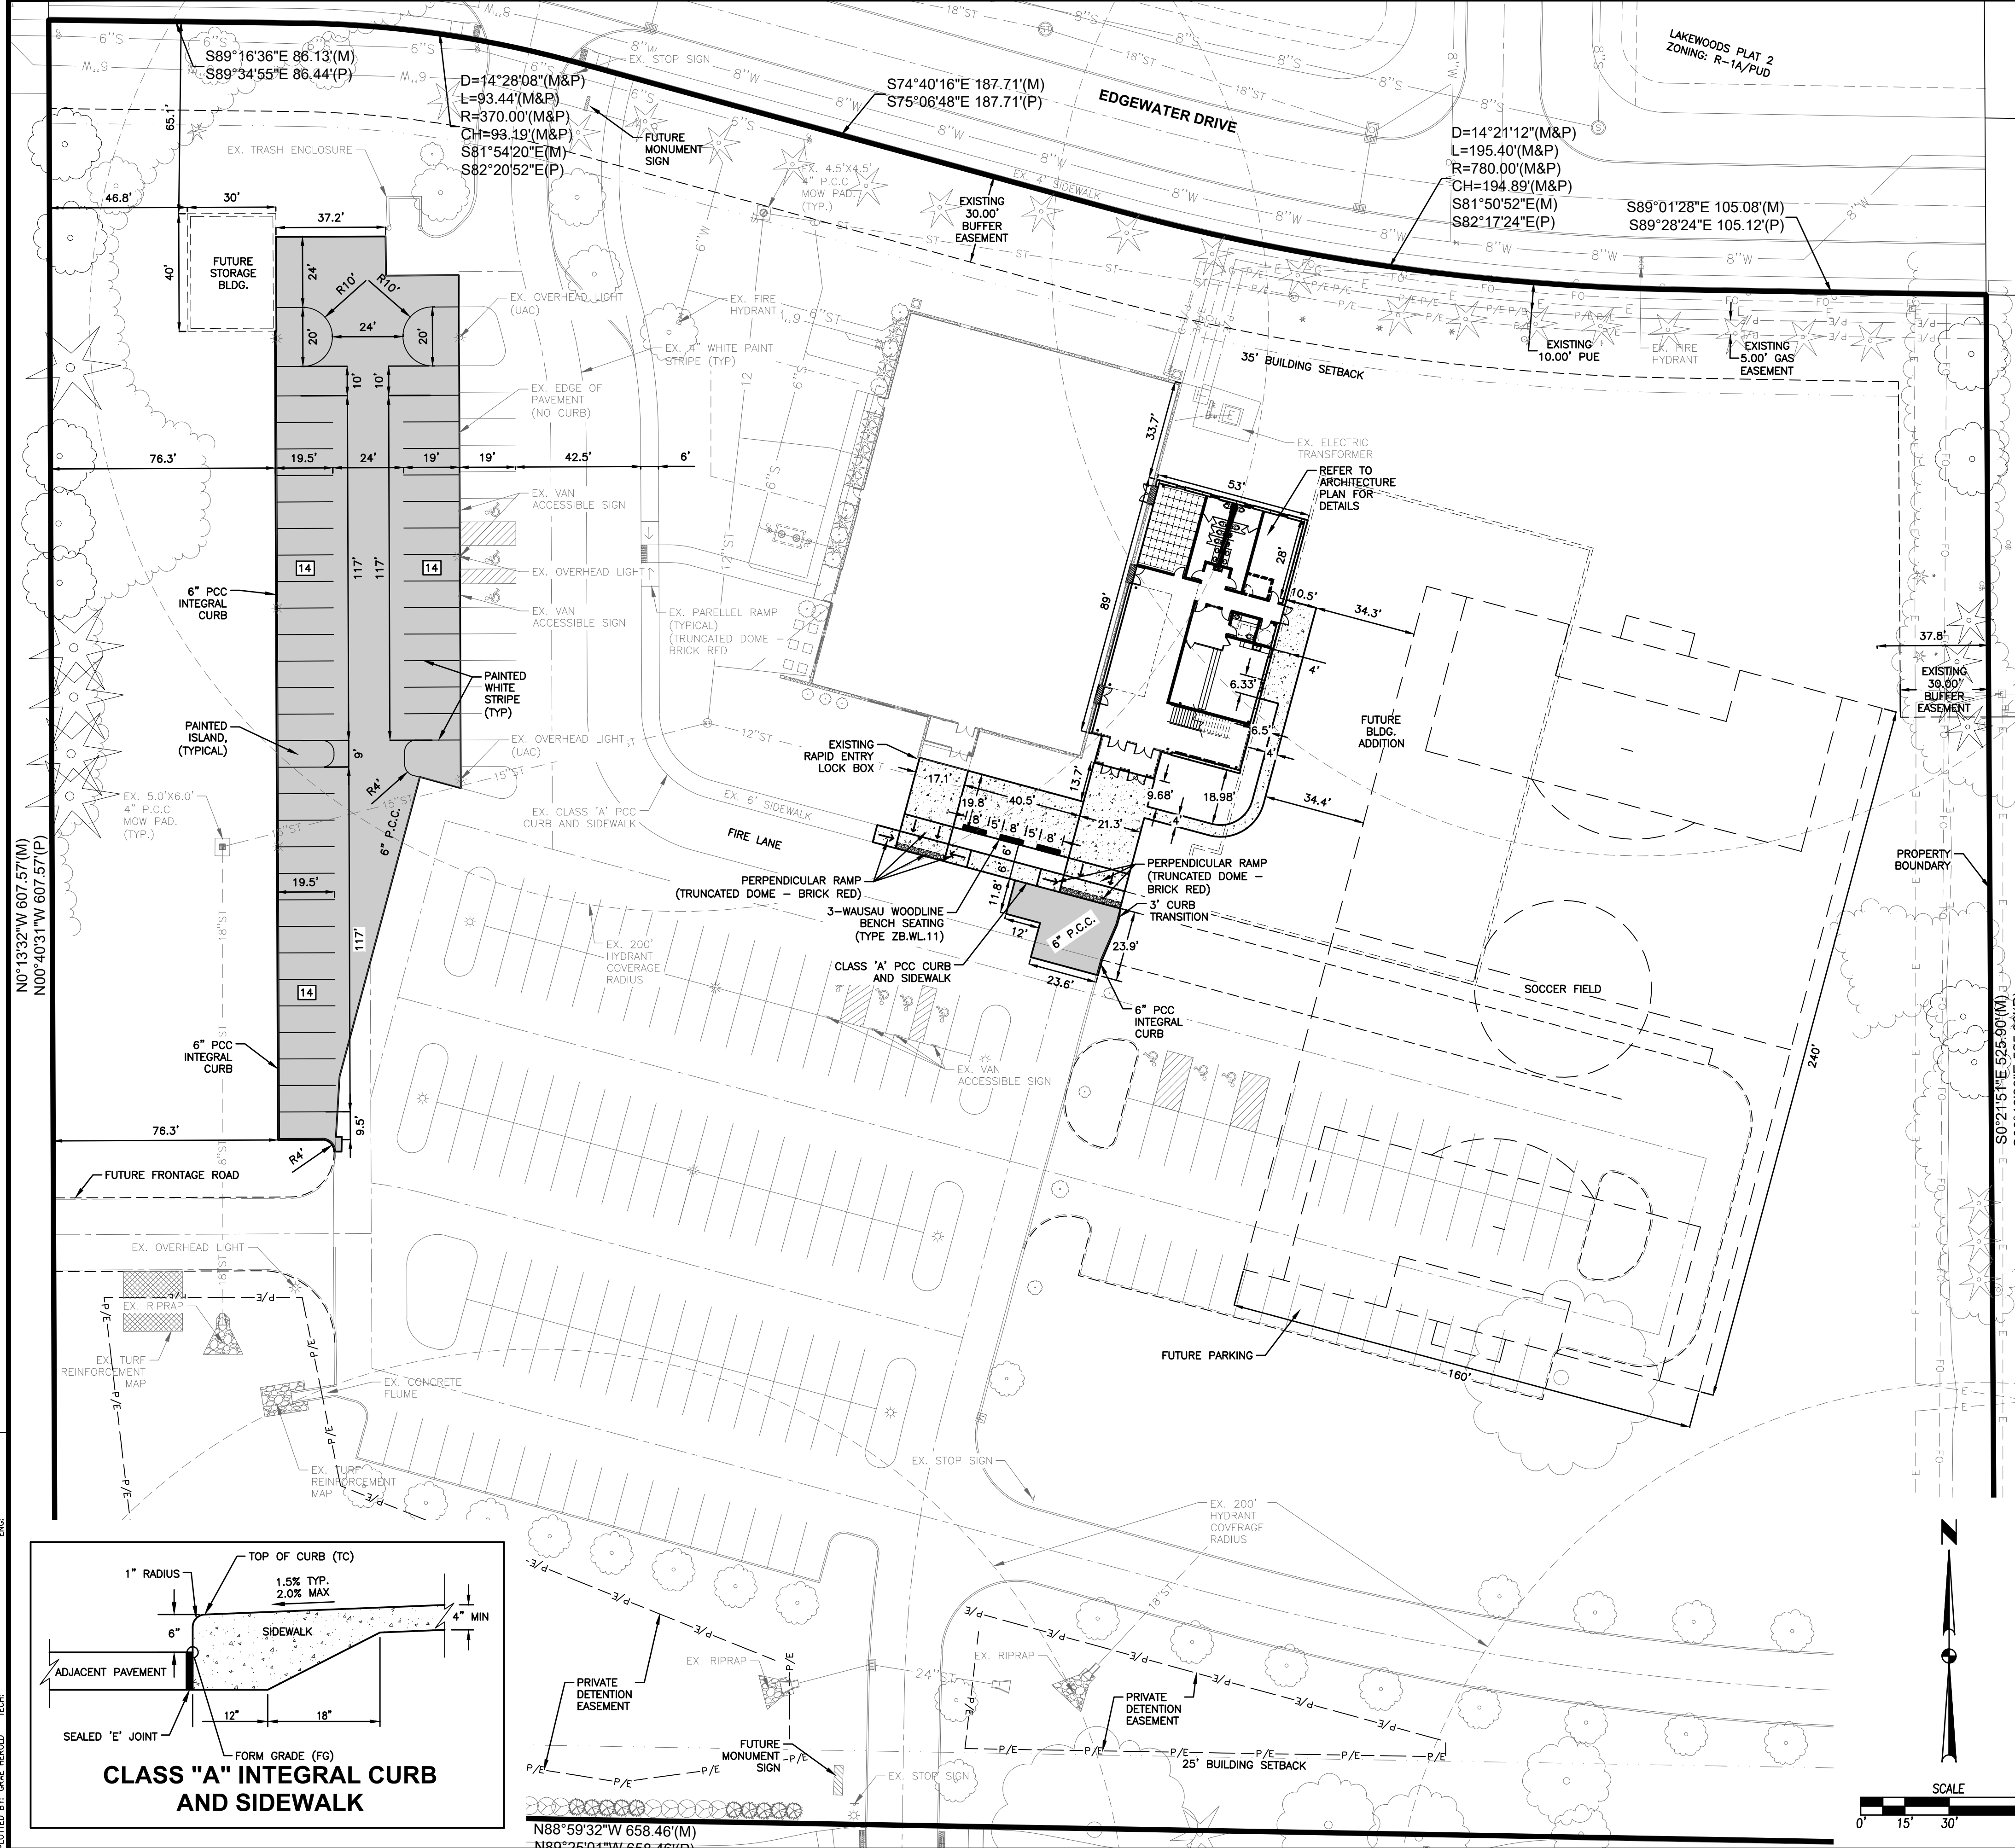 LAKEWOODS PLAT 2
ZONING: R-1A/PUD
S89°16'36"E 86.13'(M)
S89°34'55"E 86.44'(P)
D=14°28'08"(M&P)
L=93.44'(M&P)
R=370.00'(M&P)
CH=93.19'(M&P)
S81°54'20"E(M)
S82°20'52"E(P)
EX. STOP SIGN
FUTURE
MONUMENT
SIGN
S74°40'16"E 187.71'(M)
S75°06'48"E 187.71'(P)
EDGEWATER DRIVE
D=14°21'12"(M&P)
L=195.40'(M&P)
R=780.00'(M&P)
CH=194.89'(M&P)
S81°50'52"E(M)
S82°17'24"E(P)
S89°01'28"E 105.08'(M)
S89°28'24"E 105.12'(P)
65.1'
EX. TRASH ENCLOSURE
EX. 4.5'X4.5'
4" P.C.C
MOW PAD.
(TYP.)
EX. 4' SIDEWALK
EXISTING
30.00'
BUFFER
EASEMENT
46.8'
30'
37.2'
40'
FUTURE
STORAGE
BLDG.
24'
R10'
R10'
20'
24'
20'
10'
10'
EX. OVERHEAD LIGHT
(UAC)
EX. FIRE
HYDRANT
EX. 4" WHITE PAINT
STRIPE (TYP)
EX. EDGE OF
PAVEMENT
(NO CURB)
35' BUILDING SETBACK
EXISTING
10.00' PUE
EX. FIRE
HYDRANT
EXISTING
5.00' GAS
EASEMENT
33.7'
EX. ELECTRIC
TRANSFORMER
REFER TO
ARCHITECTURE
PLAN FOR
DETAILS
76.3'
19.5'
24'
19'
19'
42.5'
6'
53'
28'
89'
EX. VAN
ACCESSIBLE SIGN
EX. OVERHEAD LIGHT
EX. VAN
ACCESSIBLE SIGN
14
117'
117'
14
6" PCC
INTEGRAL
CURB
EX. PARELLEL RAMP
(TYPICAL)
(TRUNCATED DOME
BRICK RED
10.5'
34.3'
4'
6.33'
37.8'
EXISTING
30.00'
BUFFER
EASEMENT
PAINTED
WHITE
STRIPE
(TYP)
PAINTED
ISLAND,
(TYPICAL)
9'
R4'
EX. OVERHEAD LIGHT
(UAC)
EXISTING
RAPID ENTRY
LOCK BOX
12"ST
15"ST
FUTURE
BLDG.
ADDITION
6.5'
4'
EX. 5.0'X6.0'
4" P.C.C
MOW PAD.
(TYP.)
6" P.C.C.
EX. CLASS 'A' PCC
CURB AND SIDEWALK
EX. 6' SIDEWALK
FIRE LANE
17.1'
19.8'
40.5'
13.7'
8'
5'
8'
5'
8'
21.3'
9.68'
18.98'
4'
34.4'
6'
6'
11.8'
PERPENDICULAR RAMP
(TRUNCATED DOME – BRICK RED)
PERPENDICULAR RAMP
(TRUNCATED DOME –
BRICK RED)
3' CURB
TRANSITION
3-WAUSAU WOODLINE
BENCH SEATING
(TYPE ZB.WL.11)
12'
6" P.C.C.
23.9'
23.6'
CLASS 'A' PCC CURB
AND SIDEWALK
6" PCC
INTEGRAL
CURB
PROPERTY
BOUNDARY
N0°13'32"W 607.57'(M)
N00°40'31"W 607.57'(P)
19.5'
117'
14
18"ST
EX. 200'
HYDRANT
COVERAGE
RADIUS
SOCCER FIELD
6" PCC
INTEGRAL
CURB
EX. VAN
ACCESSIBLE SIGN
240'
S0°21'51"E 525.90'(M)
76.3'
9.5'
R4'
FUTURE FRONTAGE ROAD
EX. OVERHEAD LIGHT
EX. RIPRAP
EX. TURF
REINFORCEMENT
MAP
EX. CONCRETE
FLUME
EX. TURF
REINFORCEMENT
MAP
FUTURE PARKING
160'
EX. STOP SIGN
EX. 200'
HYDRANT
COVERAGE
RADIUS
TOP OF CURB (TC)
1" RADIUS
1.5% TYP.
2.0% MAX
4" MIN
6"
SIDEWALK
ADJACENT PAVEMENT
12"
18"
SEALED 'E' JOINT
FORM GRADE (FG)
CLASS "A" INTEGRAL CURB
AND SIDEWALK
PRIVATE
DETENTION
EASEMENT
EX. RIPRAP
24"ST
EX. RIPRAP
18"ST
PRIVATE
DETENTION
EASEMENT
FUTURE
MONUMENT
SIGN
EX. STOP SIGN
25' BUILDING SETBACK
N88°59'32"W 658.46'(M)
N89°25'01"W 658.46'(P)
N
SCALE
0'
15'
30'